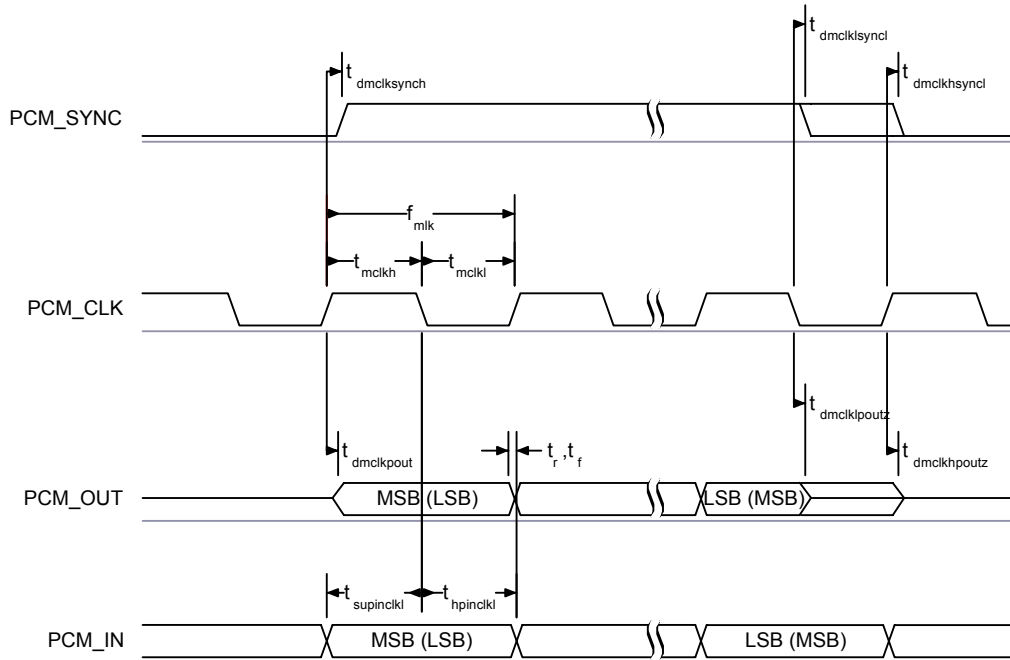 t dmclklsyncl
t dmclksynch
t dmclkhsyncl
PCM_SYNC
f mlk
t mclkh
t mclkl
PCM_CLK
t dmclklpoutz
t dmclkpout
t r ,t f
t dmclkhpoutz
PCM_OUT
MSB (LSB)
LSB (MSB)
t supinclkl
t hpinclkl
PCM_IN
MSB (LSB)
LSB (MSB)